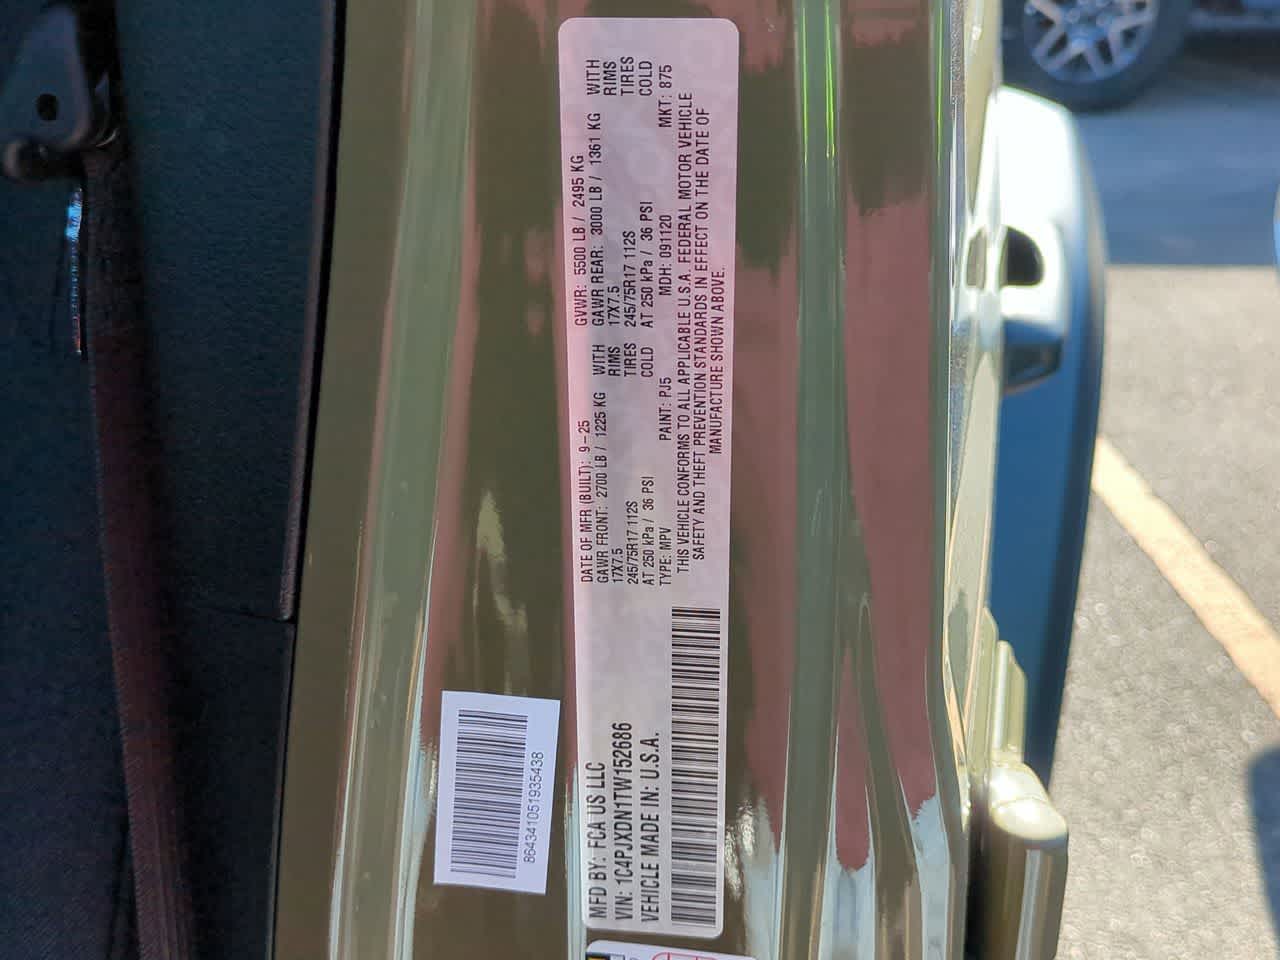 MFD BY: FCA US LLC
VIN: 1C4PJXDN1TW152686
VEHICLE MADE IN: U.S.A.
DATE OF MFR (BUILT): 9-25 GVWR: 5500 LB / 2495 KG
GAWR FRONT: 2700 LB / 1225 KG WITH GAWR REAR: 3000 LB / 1361 KG WITH
17X7.5 RIMS 17X7.5 RIMS
245/75R17 112S TIRES 245/75R17 112S TIRES
AT 250 kPa / 36 PSI COLD AT 250 kPa / 36 PSI COLD
TYPE: MPV PAINT: PJ5 MDH: 091120 MKT: 875
THIS VEHICLE CONFORMS TO ALL APPLICABLE U.S.A. FEDERAL MOTOR VEHICLE
SAFETY AND THEFT PREVENTION STANDARDS IN EFFECT ON THE DATE OF
MANUFACTURE SHOWN ABOVE.
864341051935438